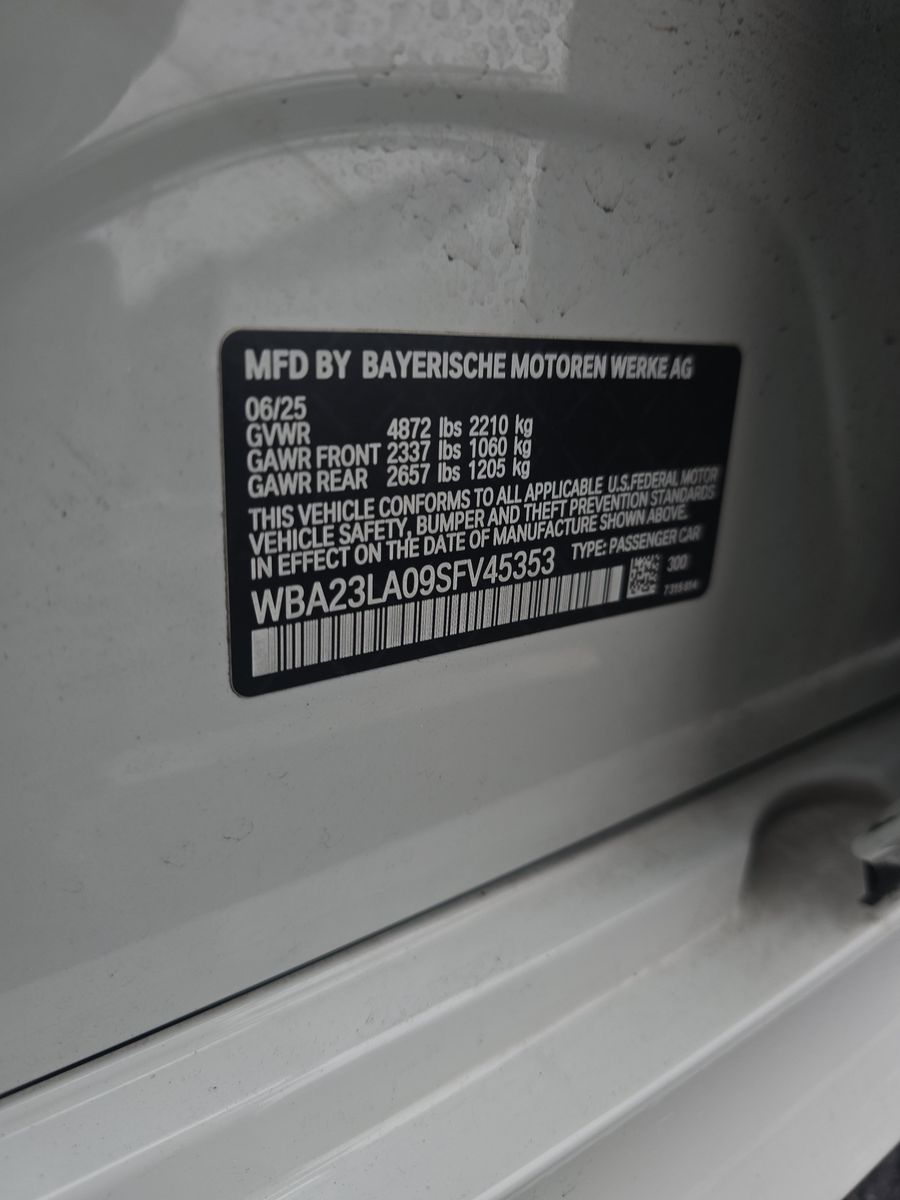 MFD BY BAYERISCHE MOTOREN WERKE AG
06/25
GVWR 4872 lbs 2210 kg
GAWR FRONT 2337 lbs 1060 kg
GAWR REAR 2657 lbs 1205 kg
THIS VEHICLE CONFORMS TO ALL APPLICABLE U.S.FEDERAL MOTOR
VEHICLE SAFETY, BUMPER AND THEFT PREVENTION STANDARDS
IN EFFECT ON THE DATE OF MANUFACTURE SHOWN ABOVE.
TYPE: PASSENGER CAR
WBA23LA09SFV45353
300